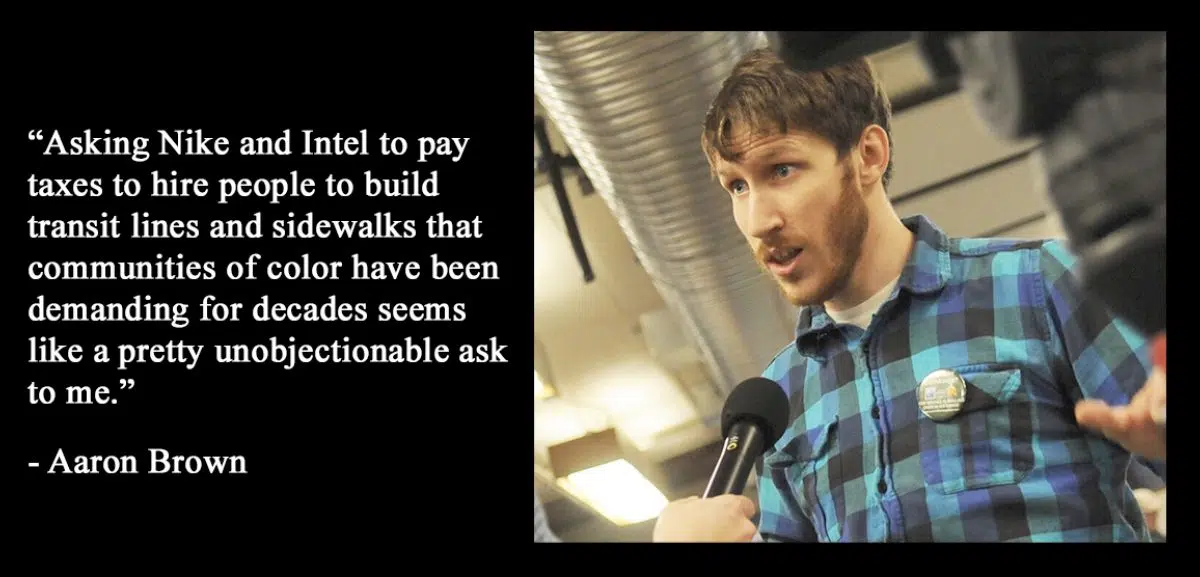 “Asking Nike and Intel to pay
taxes to hire people to build
transit lines and sidewalks that
communities of color have been
demanding for decades seems
like a pretty unobjectionable ask
to me.”
- Aaron Brown